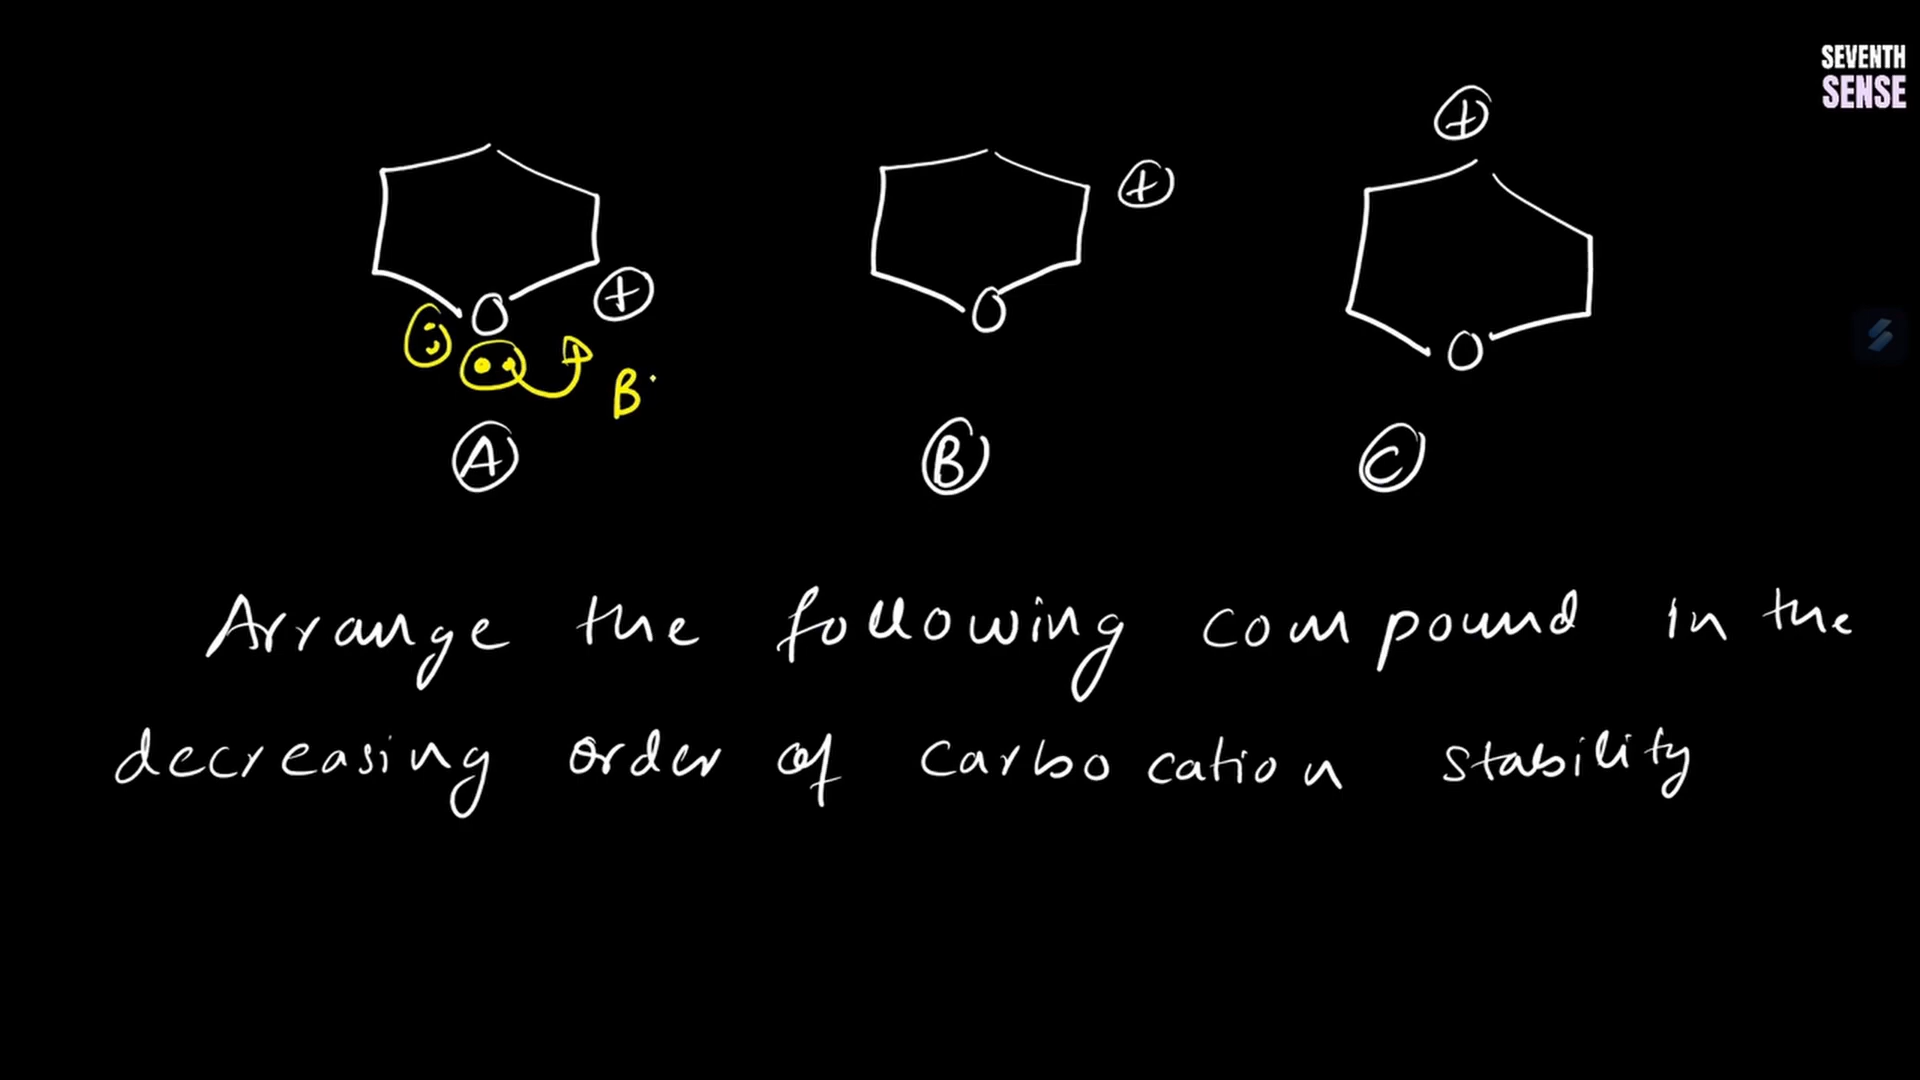 SEVENTH
SENSE
⊕
⊕
⊕
O
O
O
B
A
B
C
Arrange the following compound in the
decreasing order of carbocation stability